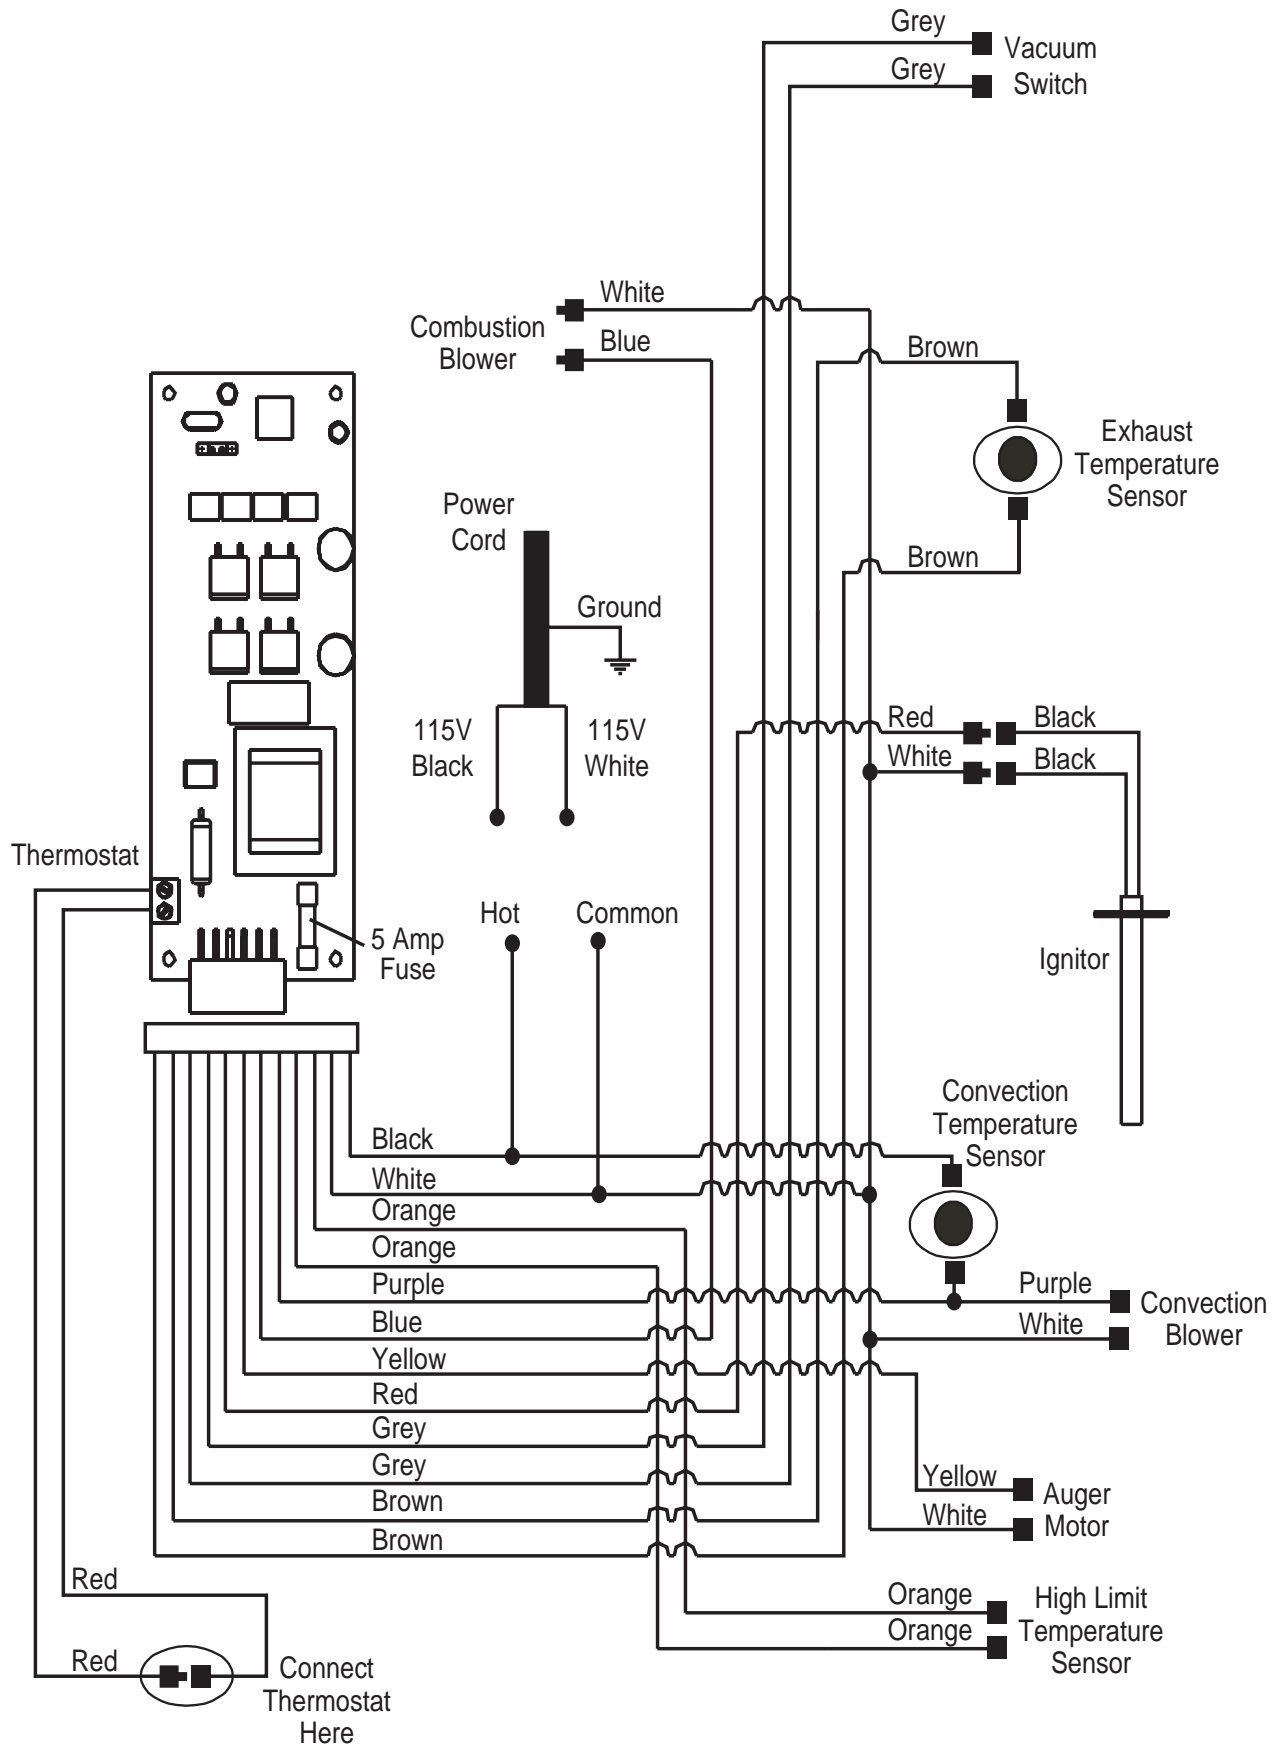 Grey
Vacuum
Grey
Switch
White
Combustion
Blower
Blue
Brown
Exhaust
Temperature
Sensor
Power
Cord
Brown
Ground
115V
Black
115V
White
Red
Black
White
Black
Thermostat
Hot
Common
5 Amp
Fuse
Ignitor
Convection
Temperature
Sensor
Black
White
Orange
Orange
Purple
Purple
Convection
Blower
White
Blue
Yellow
Red
Grey
Grey
Yellow
Auger
Motor
White
Brown
Brown
Red
Orange
High Limit
Temperature
Sensor
Orange
Red
Connect
Thermostat
Here